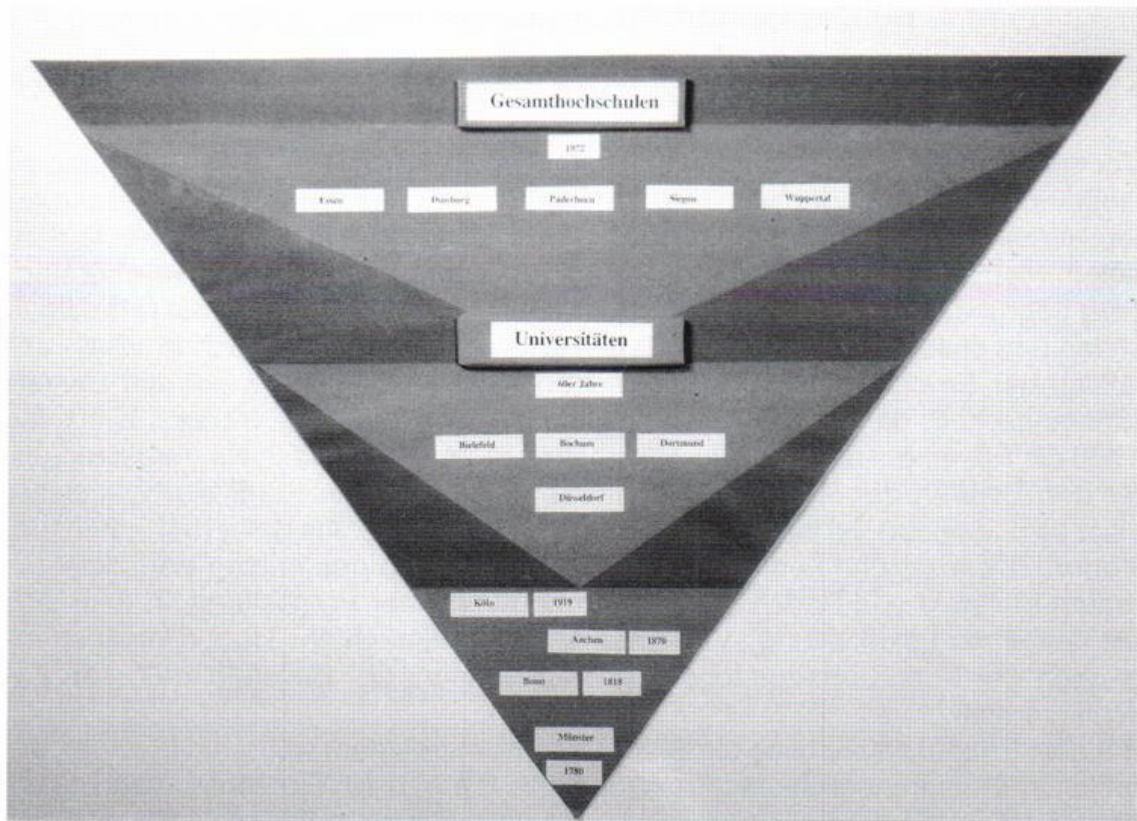 Gesamthochschulen
1972
Essen Duisburg Paderborn Siegen Wuppertal
Universitäten
60er Jahre
Bielefeld Bochum Dortmund
Düsseldorf
Köln 1919
Aachen 1870
Bonn 1818
Münster
1780